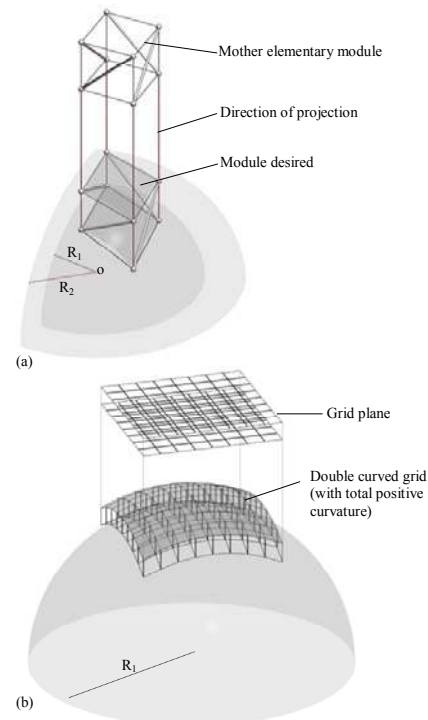 Mother elementary module
Direction of projection
Module desired
R1
o
R2
(a)
Grid plane
Double curved grid
(with total positive
curvature)
R1
(b)